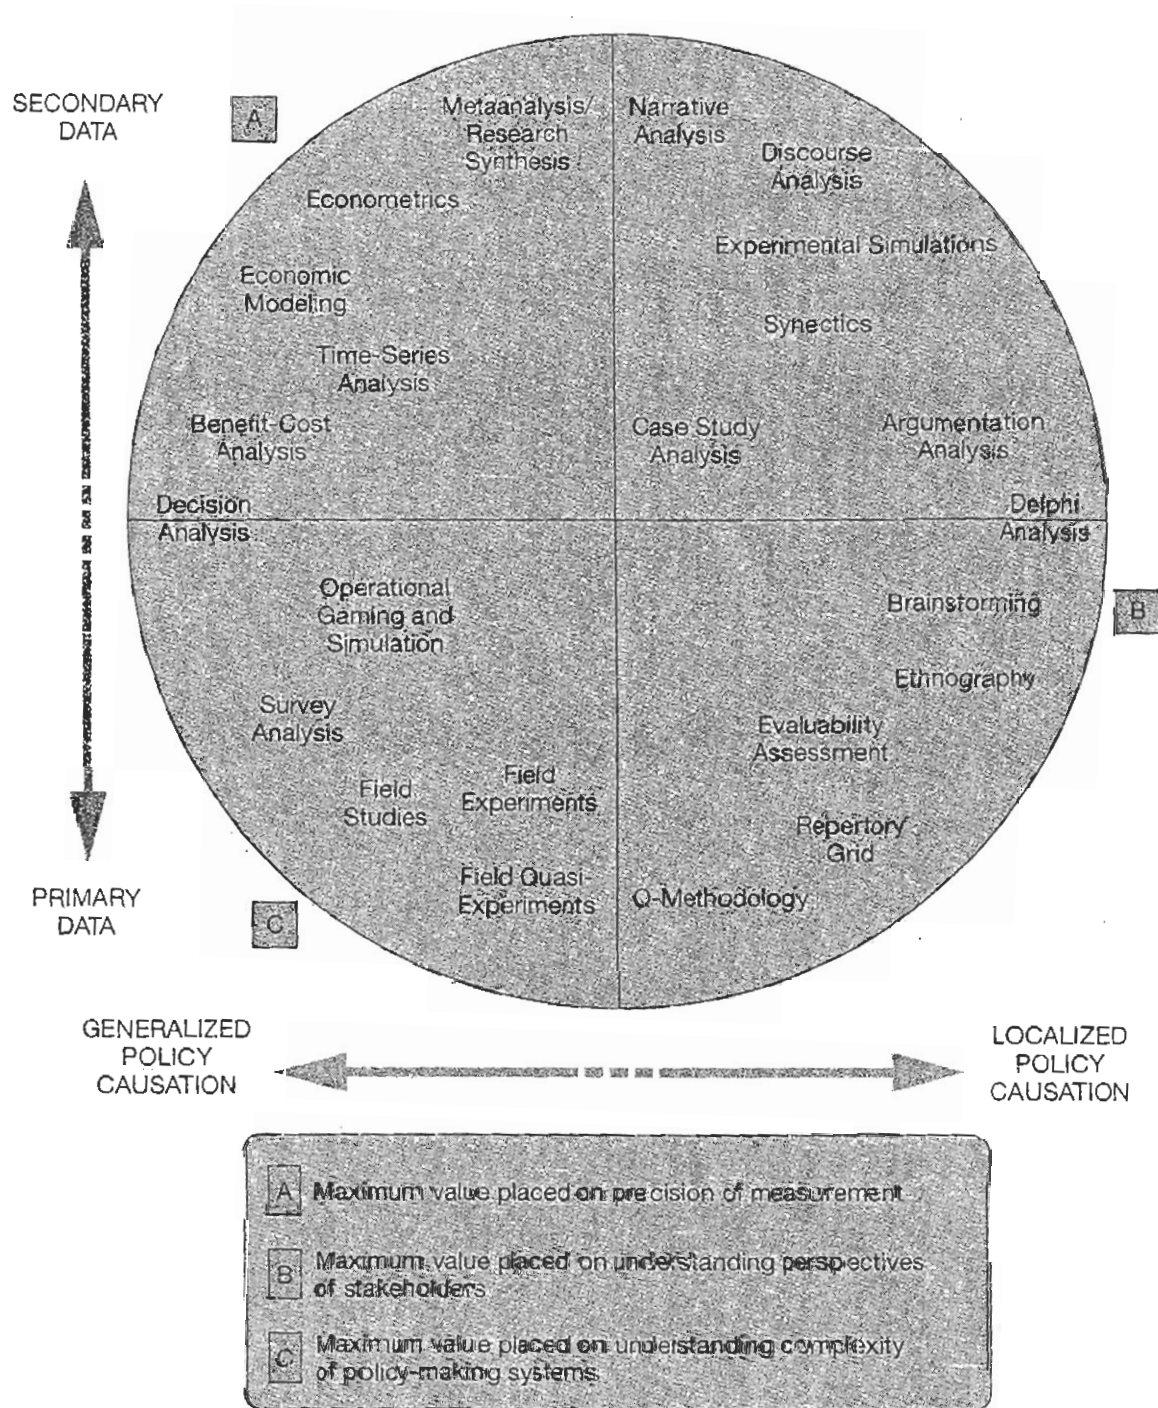 SECONDARY
DATA
A
Metaanalysis/
Research
Synthesis
Narrative
Analysis
Discourse
Analysis
Econometrics
Experimental Simulations
Economic
Modeling
Synectics
Time-Series
Analysis
Benefit-Cost
Analysis
Case Study
Analysis
Argumentation
Analysis
Decision
Analysis
Delphi
Analysis
Operational
Gaming and
Simulation
Brainstorming
B
Ethnography
Survey
Analysis
Evaluability
Assessment
Field
Studies
Field
Experiments
Repertory
Grid
PRIMARY
DATA
C
Field Quasi-
Experiments
Q-Methodology
GENERALIZED
POLICY
CAUSATION
LOCALIZED
POLICY
CAUSATION
A Maximum value placed on precision of measurement
B Maximum value placed on understanding perspectives
of stakeholders
C Maximum value placed on understanding complexity
of policy-making systems